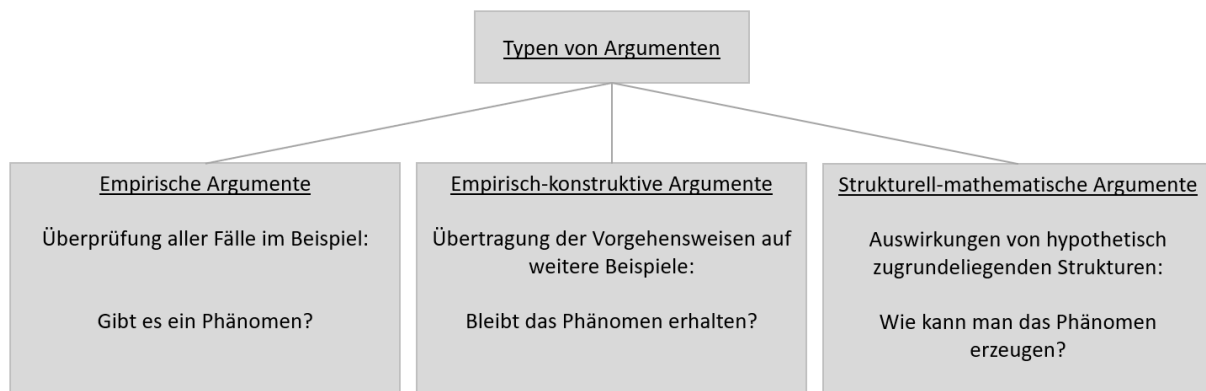 Typen von Argumenten
Empirische Argumente
Überprüfung aller Fälle im Beispiel:
Gibt es ein Phänomen?
Empirisch-konstruktive Argumente
Übertragung der Vorgehensweisen auf
weitere Beispiele:
Bleibt das Phänomen erhalten?
Strukturell-mathematische Argumente
Auswirkungen von hypothetisch
zugrundeliegenden Strukturen:
Wie kann man das Phänomen
erzeugen?